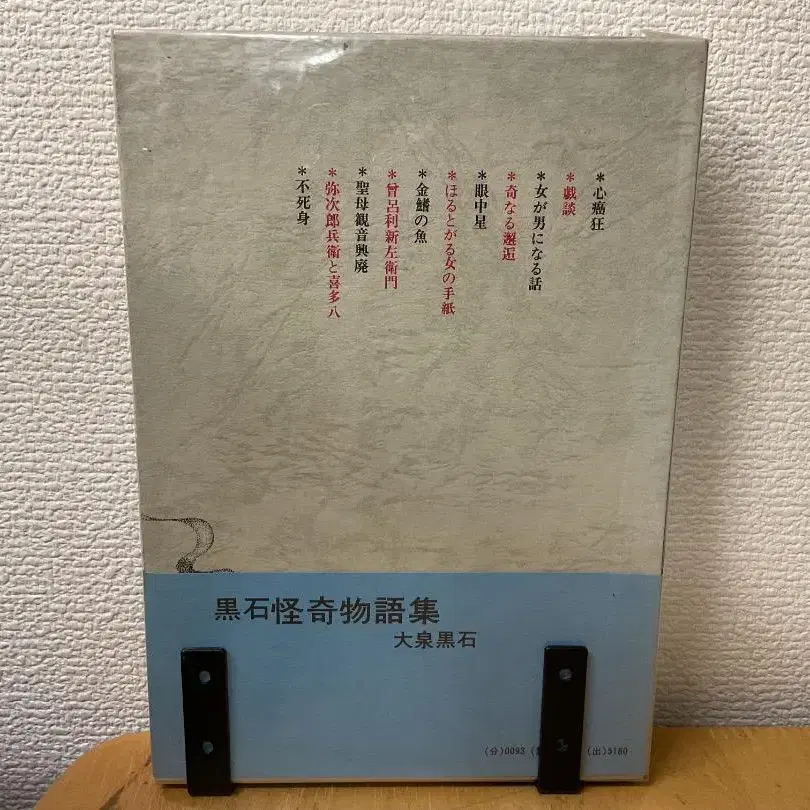 ＊心癌狂
＊戯談
＊女が男になる話
＊奇なる邂逅
＊眼中星
＊ほるとがる女の手紙
＊金鰭の魚
＊曾呂利新左衛門
＊聖母観音興廃
＊弥次郎兵衛と喜多八
＊不死身
黒石怪奇物語集
大泉黒石
(分)0093 (出)5160